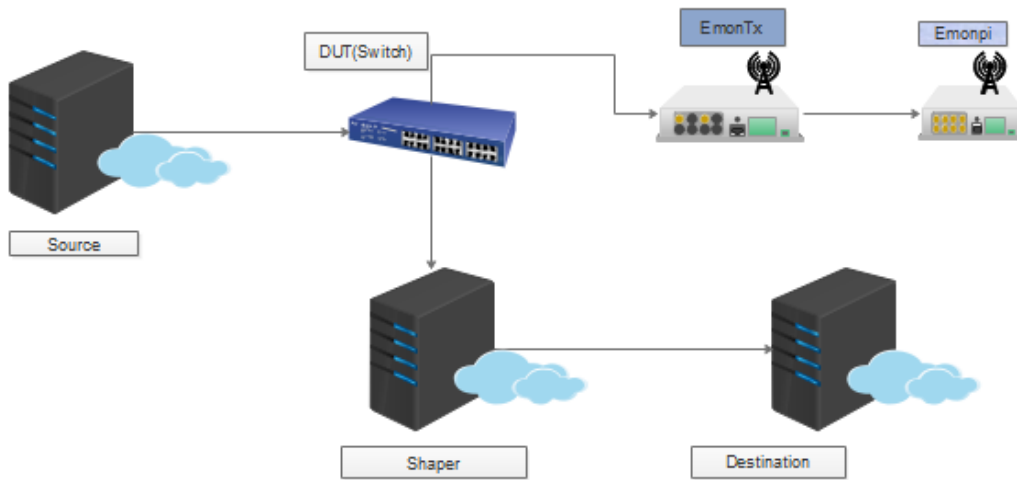 EmonTx
Emonpi
DUT(Switch)
Source
Shaper
Destination